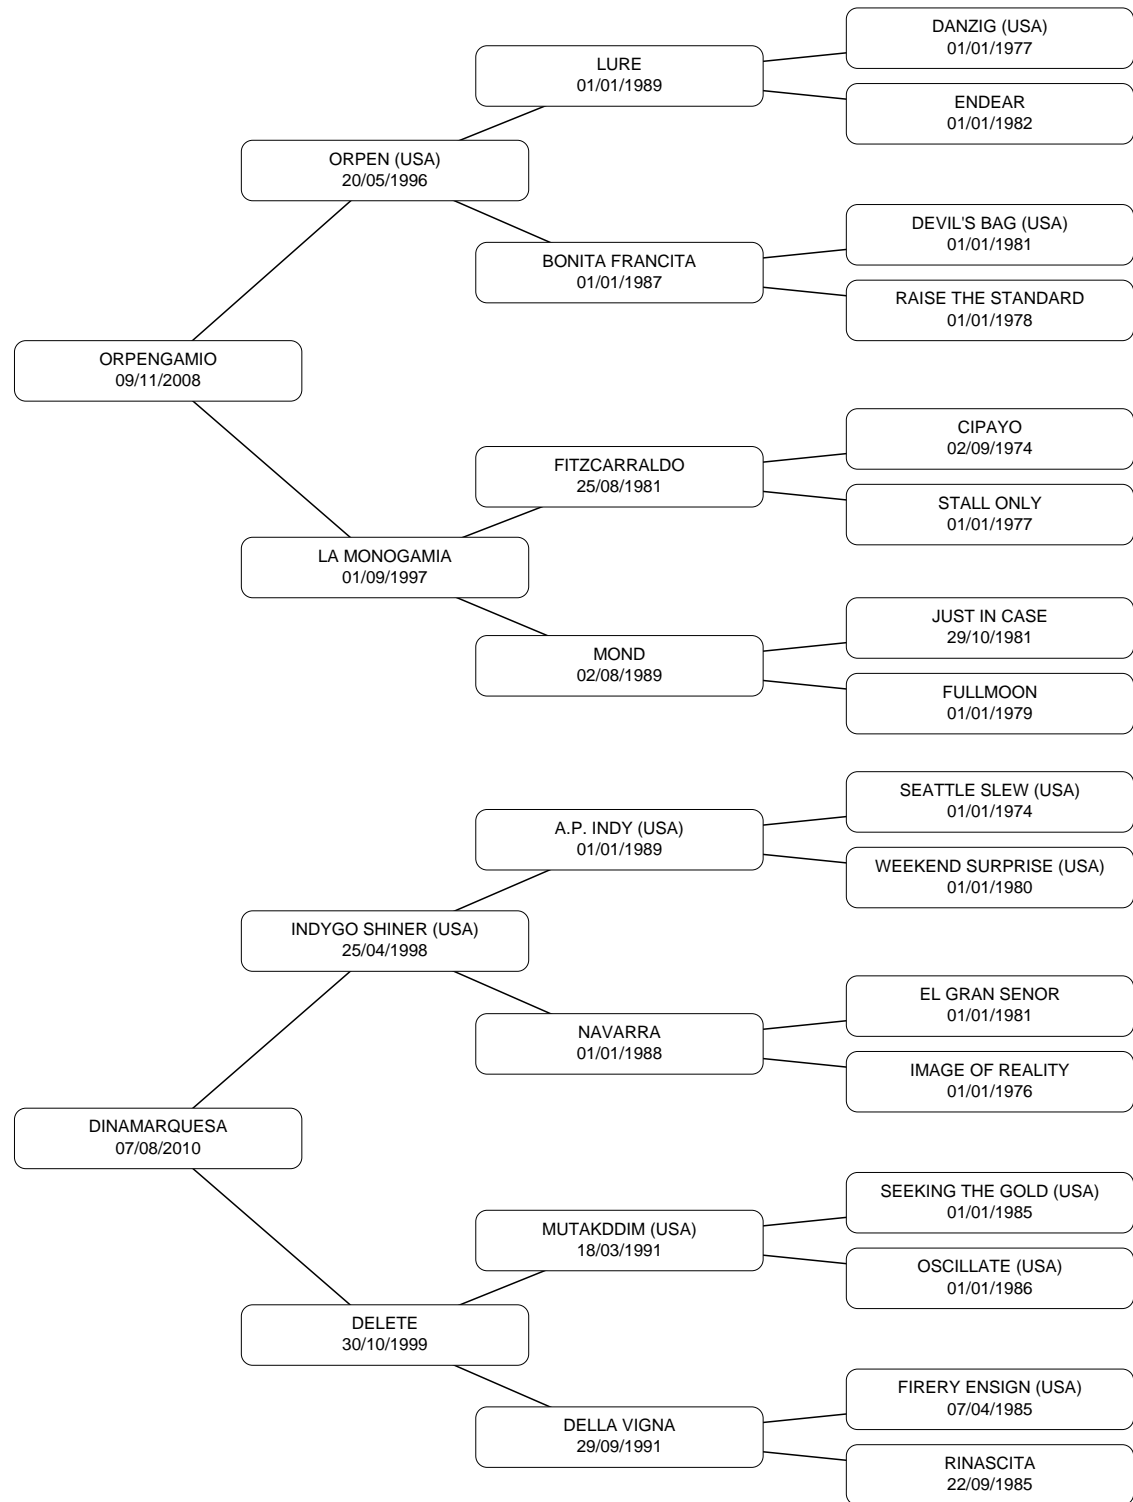 DANZIG (USA)
01/01/1977
LURE
01/01/1989
ENDEAR
01/01/1982
ORPEN (USA)
20/05/1996
DEVIL'S BAG (USA)
01/01/1981
BONITA FRANCITA
01/01/1987
RAISE THE STANDARD
01/01/1978
ORPENGAMIO
09/11/2008
CIPAYO
02/09/1974
FITZCARRALDO
25/08/1981
STALL ONLY
01/01/1977
LA MONOGAMIA
01/09/1997
JUST IN CASE
29/10/1981
MOND
02/08/1989
FULLMOON
01/01/1979
SEATTLE SLEW (USA)
01/01/1974
A.P. INDY (USA)
01/01/1989
WEEKEND SURPRISE (USA)
01/01/1980
INDYGO SHINER (USA)
25/04/1998
EL GRAN SENOR
01/01/1981
NAVARRA
01/01/1988
IMAGE OF REALITY
01/01/1976
DINAMARQUESA
07/08/2010
SEEKING THE GOLD (USA)
01/01/1985
MUTAKDDIM (USA)
18/03/1991
OSCILLATE (USA)
01/01/1986
DELETE
30/10/1999
FIRERY ENSIGN (USA)
07/04/1985
DELLA VIGNA
29/09/1991
RINASCITA
22/09/1985